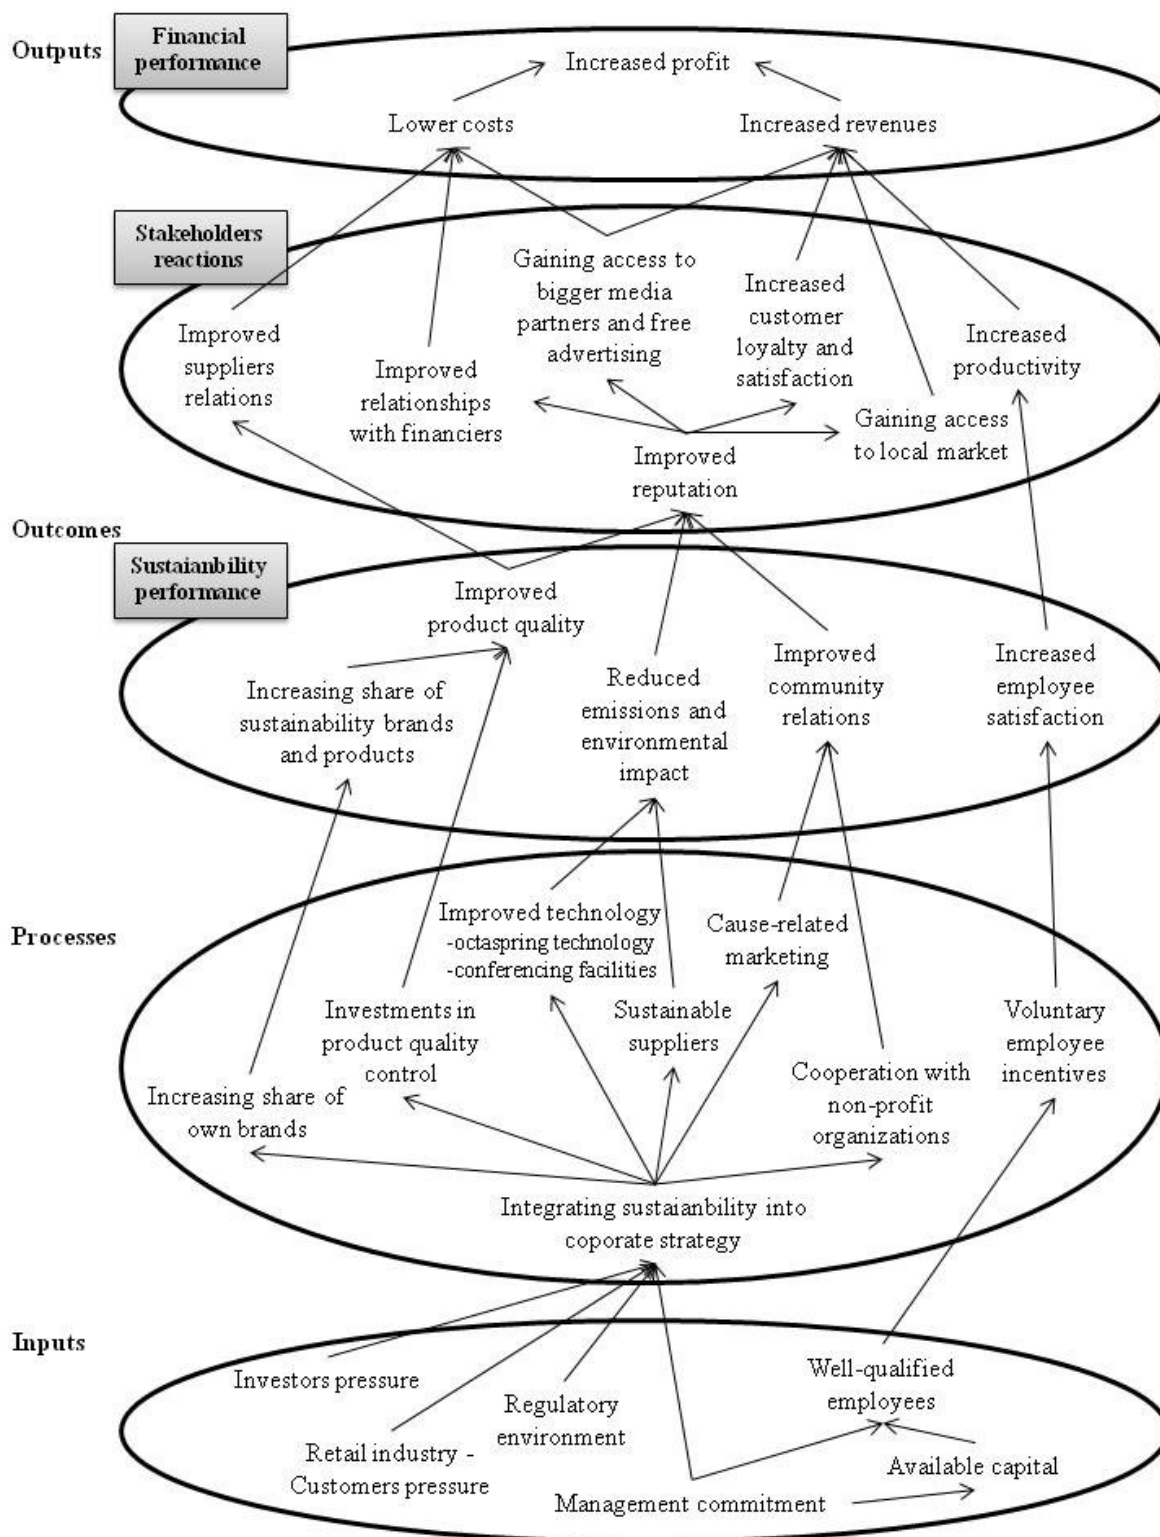 Outputs
Financial
performance
Increased profit
Lower costs
Increased revenues
Stakeholders
reactions
Gaining access to
bigger media
partners and free
advertising
Increased
customer
loyalty and
satisfaction
Improved
suppliers
relations
Increased
productivity
Improved
relationships
with financiers
Gaining access
to local market
Improved
reputation
Outcomes
Sustaianbility
performance
Improved
product quality
Increasing share of
sustainability brands
and products
Reduced
emissions and
environmental
impact
Improved
community
relations
Increased
employee
satisfaction
Processes
Improved technology
-octaspring technology
-conferencing facilities
Cause-related
marketing
Investments in
product quality
control
Sustainable
suppliers
Voluntary
employee
incentives
Increasing share of
own brands
Cooperation with
non-profit
organizations
Integrating sustaianbility into
coporate strategy
Inputs
Investors pressure
Well-qualified
employees
Regulatory
environment
Retail industry -
Customers pressure
Available capital
Management commitment